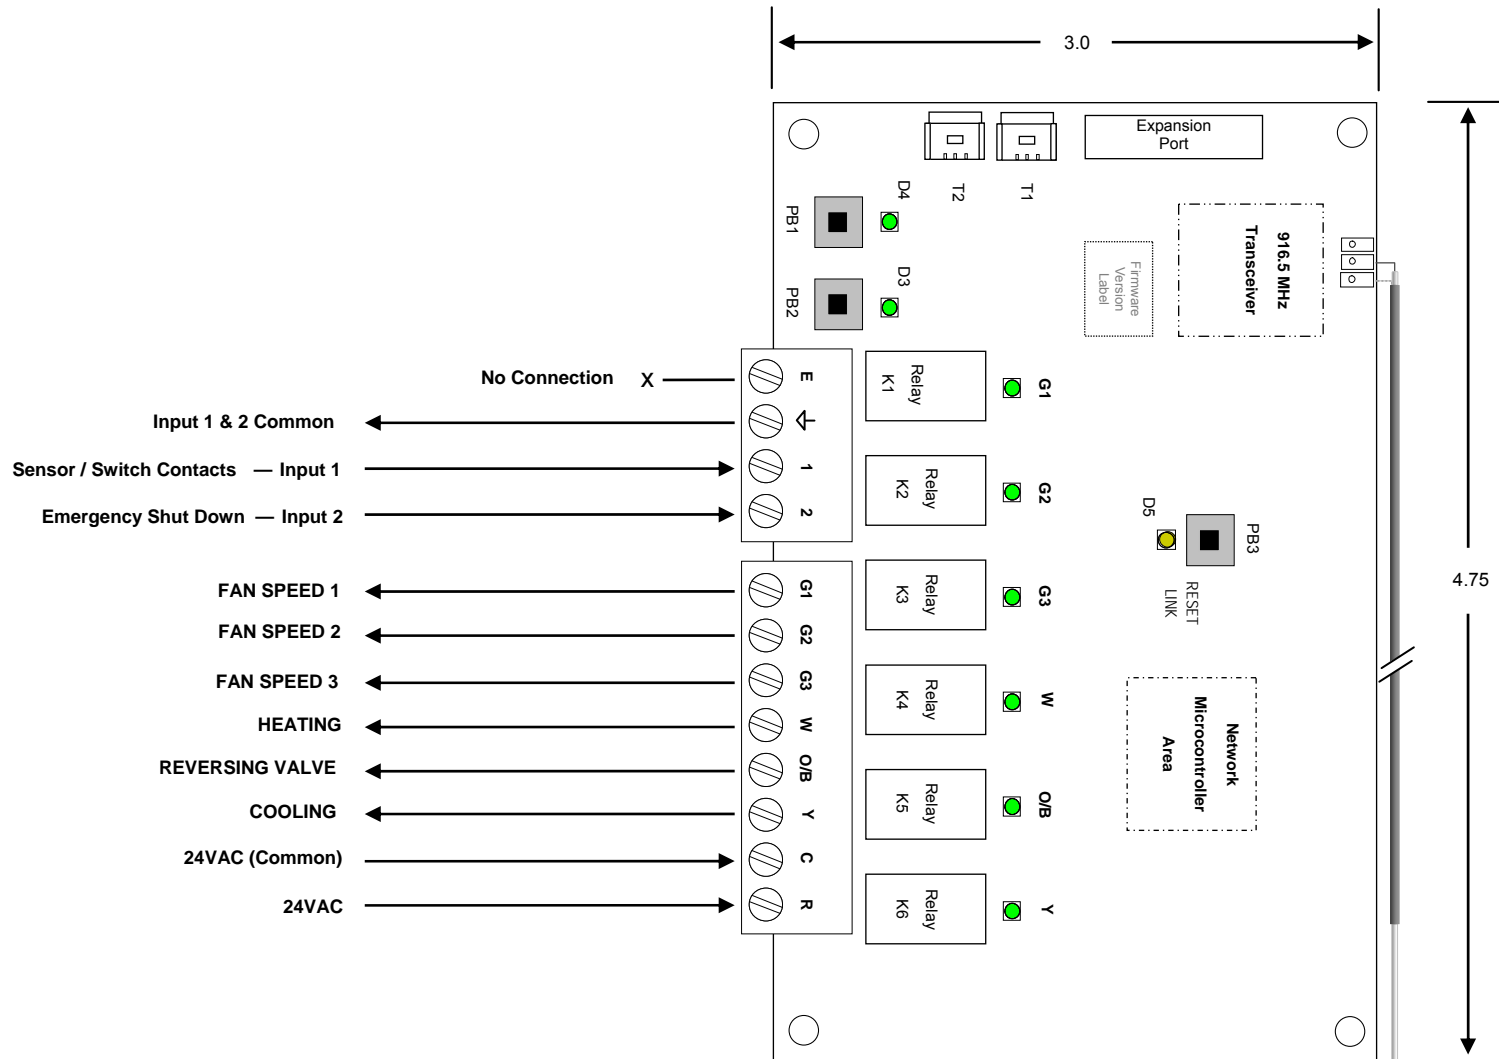 3.0
Expansion
Port
T2
T1
D4
PB1
D3
PB2
916.5 MHz
Transceiver
Firmware
Version
Label
No Connection X
E
Input 1 & 2 Common
Sensor / Switch Contacts — Input 1
1
Emergency Shut Down — Input 2
2
Relay
K1
G1
Relay
K2
G2
D5
PB3
RESET
LINK
4.75
FAN SPEED 1
G1
FAN SPEED 2
G2
FAN SPEED 3
G3
HEATING
W
REVERSING VALVE
O/B
COOLING
Y
24VAC (Common)
C
24VAC
R
Relay
K3
G3
Relay
K4
W
Relay
K5
O/B
Relay
K6
Y
Network
Microcontroller
Area